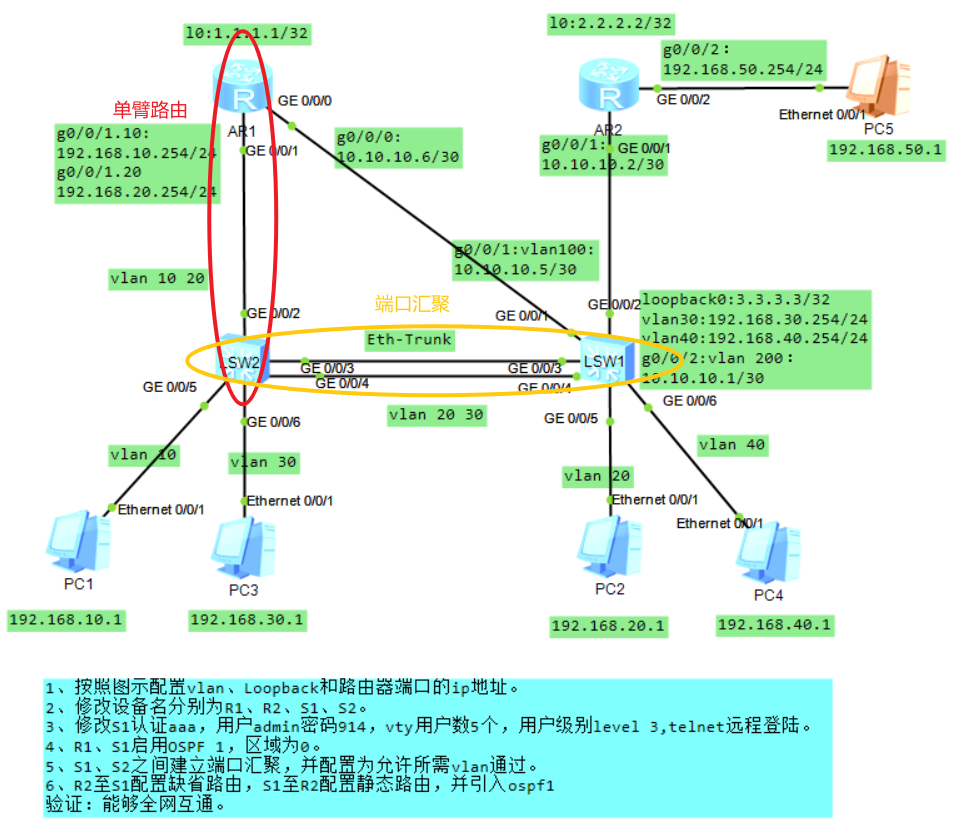 l0:1.1.1.1/32
l0:2.2.2.2/32
g0/0/2:
192.168.50.254/24
GE 0/0/2
Ethernet 0/0/1
PC5
192.168.50.1
单臂路由
GE 0/0/0
AR1
g0/0/1.10:
192.168.10.254/24
g0/0/1.20
192.168.20.254/24
GE 0/0/1
g0/0/0:
10.10.10.6/30
AR2
g0/0/1:
10.10.10.2/30
GE 0/0/1
vlan 10 20
g0/0/1:vlan100:
10.10.10.5/30
GE 0/0/2
端口汇聚
GE 0/0/1
GE 0/0/2
loopback0:3.3.3.3/32
vlan30:192.168.30.254/24
vlan40:192.168.40.254/24
g0/0/2:vlan 200:
10.10.10.1/30
Eth-Trunk
LSW2
LSW1
GE 0/0/3
GE 0/0/3
GE 0/0/4
GE 0/0/4
GE 0/0/5
GE 0/0/6
vlan 20 30
GE 0/0/5
GE 0/0/6
vlan 10
vlan 30
vlan 20
vlan 40
Ethernet 0/0/1
Ethernet 0/0/1
Ethernet 0/0/1
Ethernet 0/0/1
PC1
PC3
PC2
PC4
192.168.10.1
192.168.30.1
192.168.20.1
192.168.40.1
1、按照图示配置vlan、Loopback和路由器端口的ip地址。
2、修改设备名分别为R1、R2、S1、S2。
3、修改S1认证aaa，用户admin密码914，vty用户数5个，用户级别level 3,telnet远程登陆。
4、R1、S1启用OSPF 1，区域为0。
5、S1、S2之间建立端口汇聚，并配置为允许所需vlan通过。
6、R2至S1配置缺省路由，S1至R2配置静态路由，并引入ospf1
验证：能够全网互通。